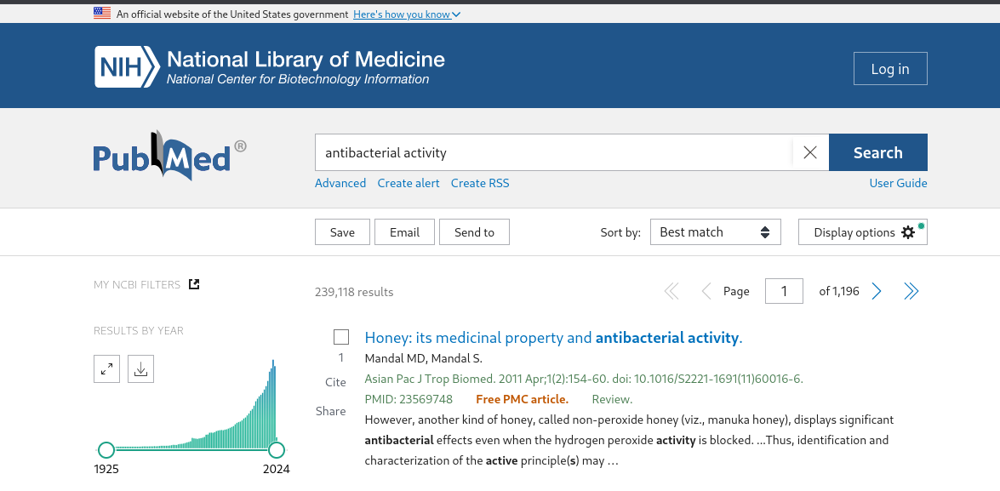 An official website of the United States government Here's how you know
NIH National Library of Medicine
National Center for Biotechnology Information
Log in
PubMed®
antibacterial activity
Search
Advanced Create alert Create RSS User Guide
Save Email Send to Sort by: Best match Display options
MY NCBI FILTERS
239,118 results Page 1 of 1,196
RESULTS BY YEAR
Honey: its medicinal property and antibacterial activity.
1 Mandal MD, Mandal S.
Cite Asian Pac J Trop Biomed. 2011 Apr;1(2):154-60. doi: 10.1016/S2221-1691(11)60016-6.
PMID: 23569748 Free PMC article. Review.
Share
However, another kind of honey, called non-peroxide honey (viz., manuka honey), displays significant
antibacterial effects even when the hydrogen peroxide activity is blocked. ...Thus, identification and
characterization of the active principle(s) may …
1925 2024